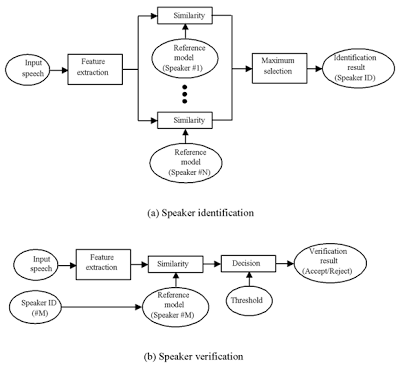 Similarity
Input
speech
Feature
extraction
Reference
model
(Speaker #1)
Maximum
selection
Identification
result
(Speaker ID)
Similarity
Reference
model
(Speaker #N)
(a) Speaker identification
Input
speech
Feature
extraction
Similarity
Decision
Verification
result
(Accept/Reject)
Speaker ID
(#M)
Reference
model
(Speaker #M)
Threshold
(b) Speaker verification